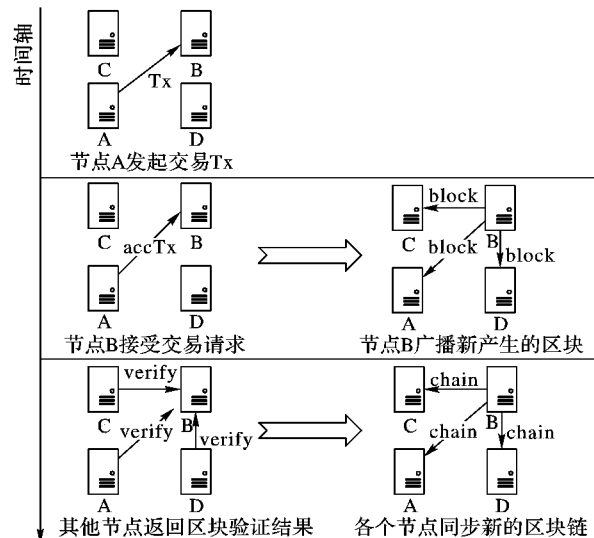 时间轴
C
B
Tx
A
D
节点A发起交易Tx
C
B
accTx
A
D
节点B接受交易请求
block
C
B
block
block
A
D
节点B广播新产生的区块
verify
C
B
verify
verify
A
D
其他节点返回区块验证结果
chain
C
B
chain
chain
A
D
各个节点同步新的区块链